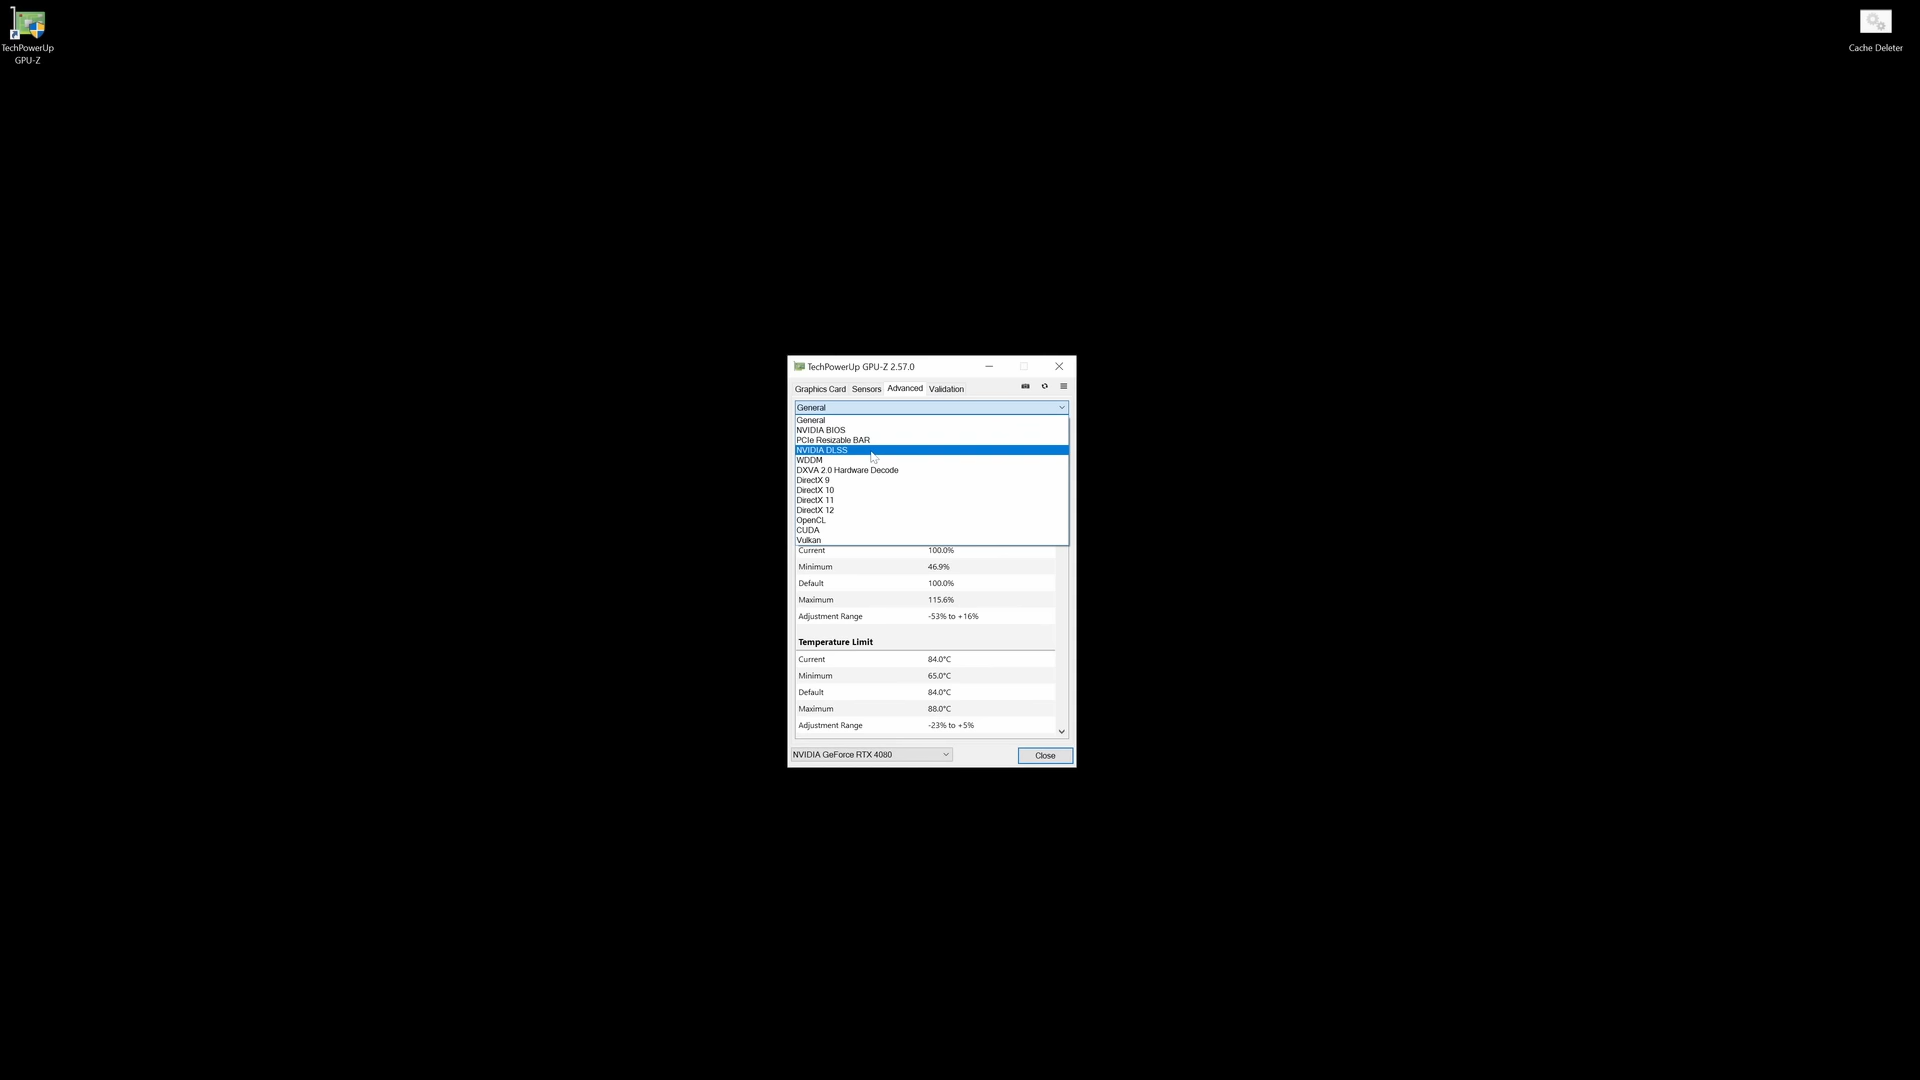 TechPowerUp
GPU-Z
Cache Deleter
TechPowerUp GPU-Z 2.57.0
Graphics Card Sensors Advanced Validation
General
General
NVIDIA BIOS
PCIe Resizable BAR
NVIDIA DLSS
WDDM
DXVA 2.0 Hardware Decode
DirectX 9
DirectX 10
DirectX 11
DirectX 12
OpenCL
CUDA
Vulkan
Current 100.0%
Minimum 46.9%
Default 100.0%
Maximum 115.6%
Adjustment Range -53% to +16%
Temperature Limit
Current 84.0°C
Minimum 65.0°C
Default 84.0°C
Maximum 88.0°C
Adjustment Range -23% to +5%
NVIDIA GeForce RTX 4080 Close